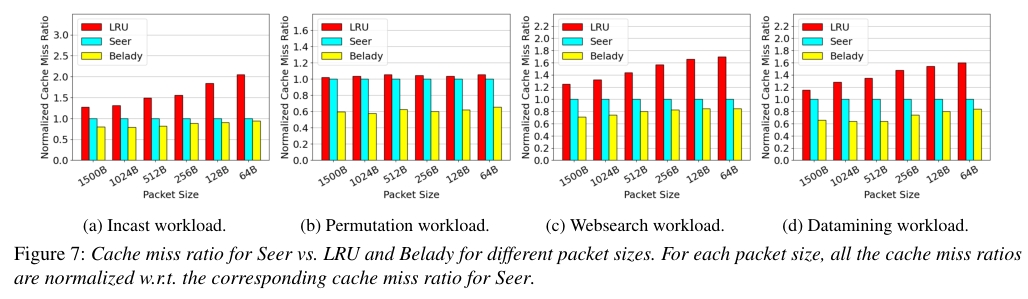 Normalized Cache Miss Ratio
3.0
2.5
2.0
1.5
1.0
0.5
0.0
LRU
Seer
Belady
1500B
1024B
512B
256B
128B
64B
Packet Size
(a) Incast workload.
Normalized Cache Miss Ratio
1.6
1.4
1.2
1.0
0.8
0.6
0.4
0.2
0.0
LRU
Seer
Belady
1500B
1024B
512B
256B
128B
64B
Packet Size
(b) Permutation workload.
Normalized Cache Miss Ratio
2.2
2.0
1.8
1.6
1.4
1.2
1.0
0.8
0.6
0.4
0.2
0.0
LRU
Seer
Belady
1500B
1024B
512B
256B
128B
64B
Packet Size
(c) Websearch workload.
Normalized Cache Miss Ratio
2.2
2.0
1.8
1.6
1.4
1.2
1.0
0.8
0.6
0.4
0.2
0.0
LRU
Seer
Belady
1500B
1024B
512B
256B
128B
64B
Packet Size
(d) Datamining workload.
Figure 7: Cache miss ratio for Seer vs. LRU and Belady for different packet sizes. For each packet size, all the cache miss ratios
are normalized w.r.t. the corresponding cache miss ratio for Seer.